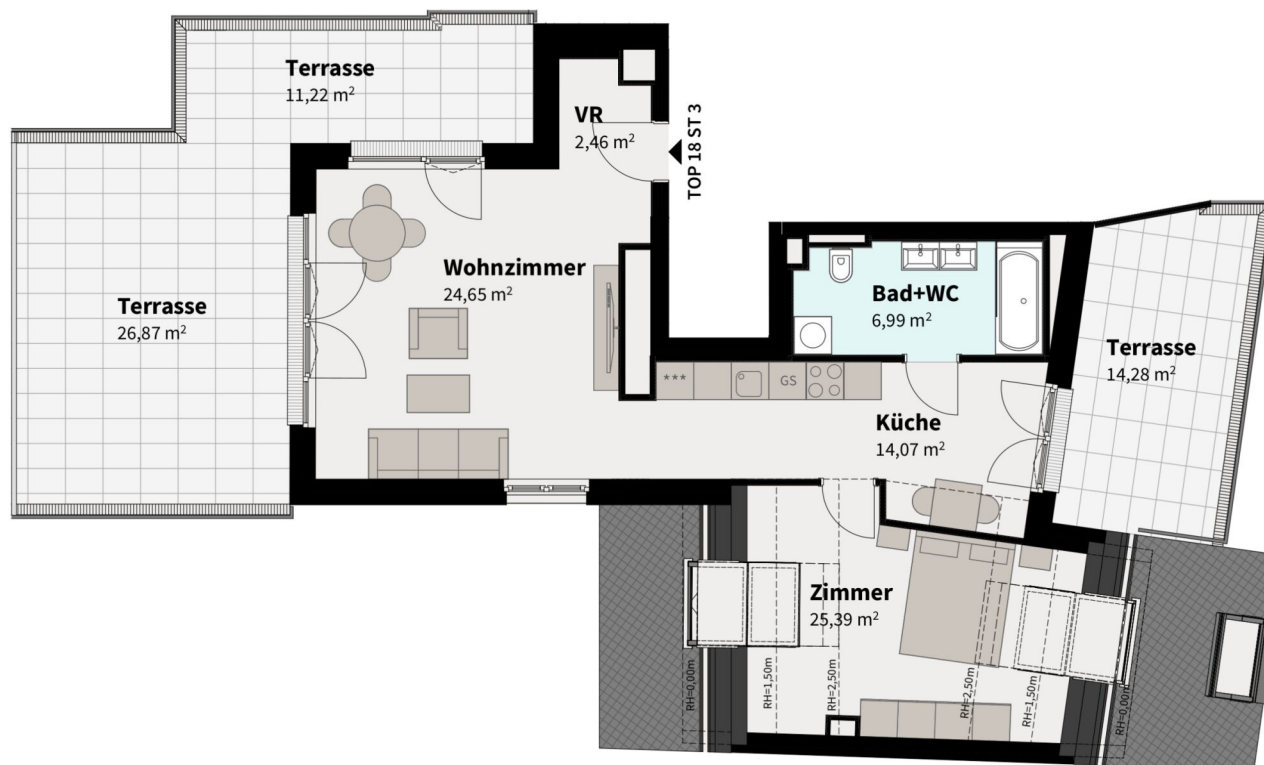 Terrasse
11,22 m²
VR
2,46 m²
TOP 18 ST 3
Wohnzimmer
24,65 m²
Terrasse
26,87 m²
Bad+WC
6,99 m²
Terrasse
14,28 m²
***
GS
Küche
14,07 m²
Zimmer
25,39 m²
RH=0,00m
RH=1,50m
RH=2,50m
RH=2,50m
RH=1,50m
RH=0,00m